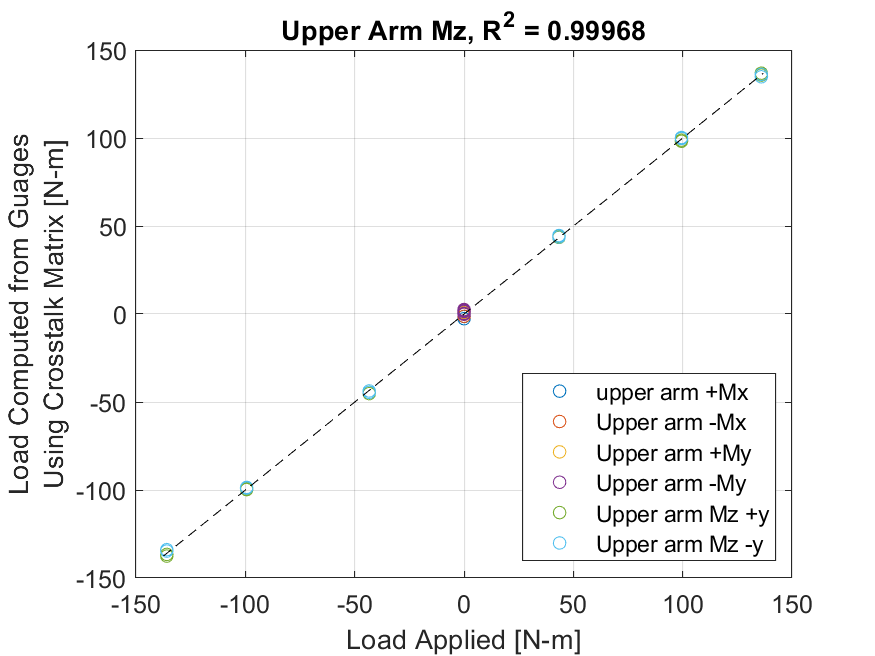 Upper Arm Mz, R² = 0.99968
Load Computed from Guages
Using Crosstalk Matrix [N-m]
150
100
50
0
-50
-100
-150
upper arm +Mx
Upper arm -Mx
Upper arm +My
Upper arm -My
Upper arm Mz +y
Upper arm Mz -y
-150 -100 -50 0 50 100 150
Load Applied [N-m]